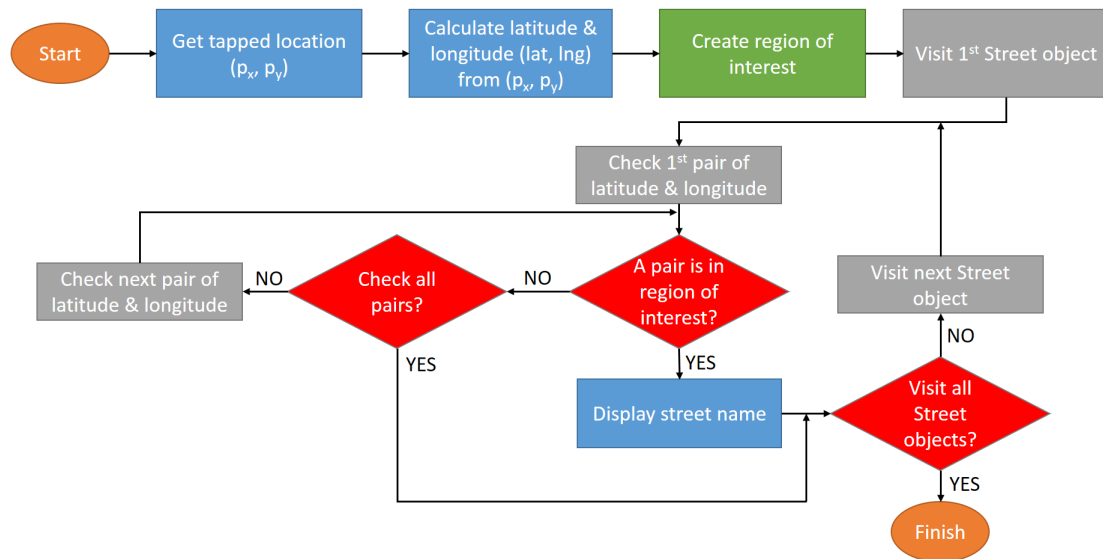 Start
Get tapped location
(pₓ, pᵧ)
Calculate latitude &
longitude (lat, lng)
from (pₓ, pᵧ)
Create region of
interest
Visit 1ˢᵗ Street object
Check 1ˢᵗ pair of
latitude & longitude
Check next pair of
latitude & longitude
NO
Check all
pairs?
NO
A pair is in
region of
interest?
Visit next Street
object
YES
YES
NO
Display street name
Visit all
Street
objects?
YES
Finish